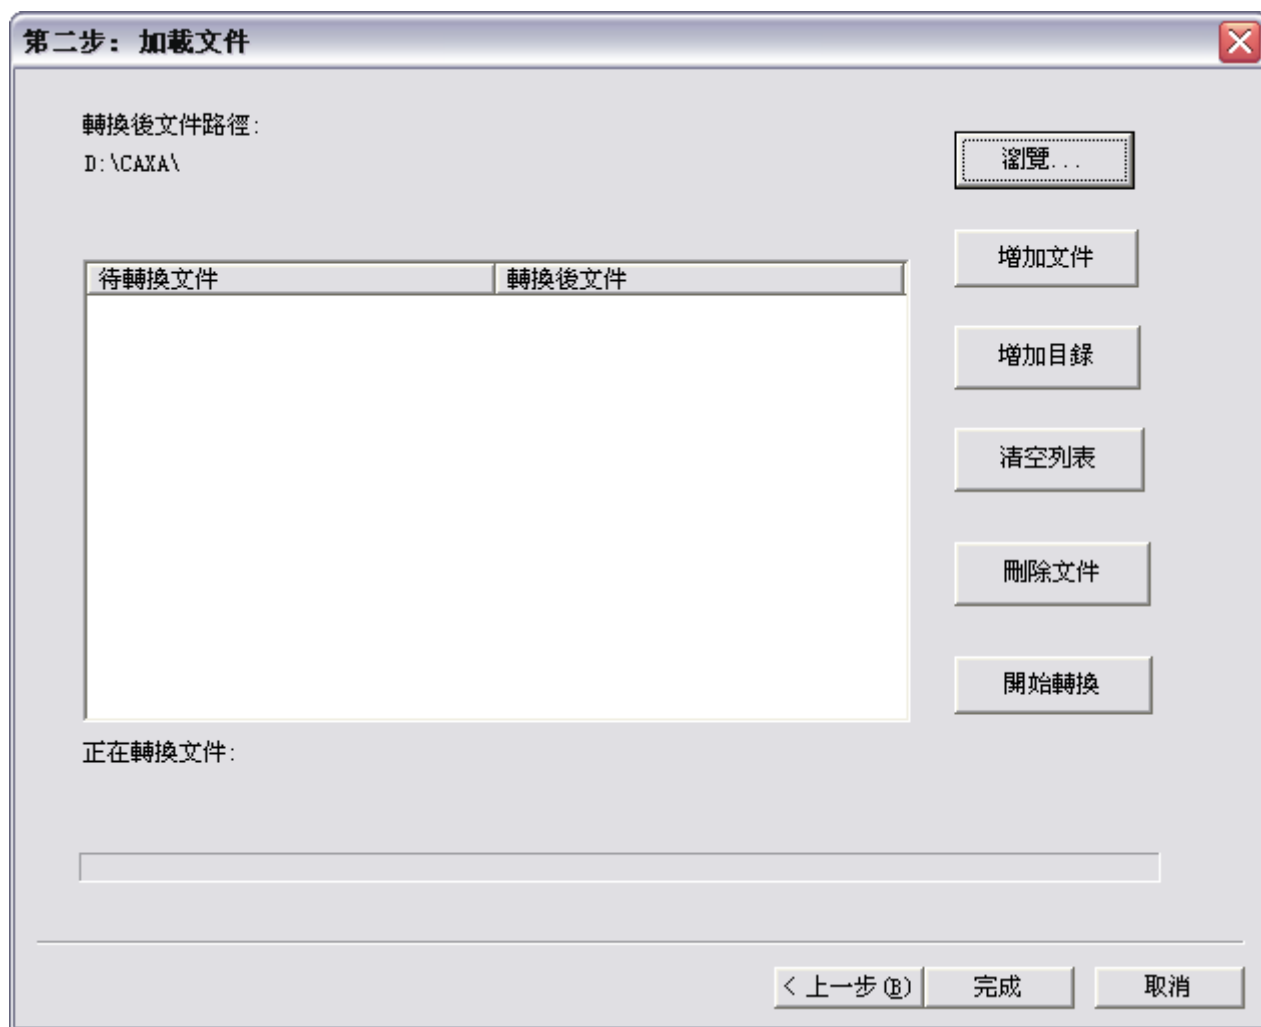 第二步: 加載文件
轉換後文件路徑:
D:\CAXA\
瀏覽...
增加文件
待轉換文件 轉換後文件
增加目錄
清空列表
刪除文件
開始轉換
正在轉換文件:
< 上一步(B) 完成 取消